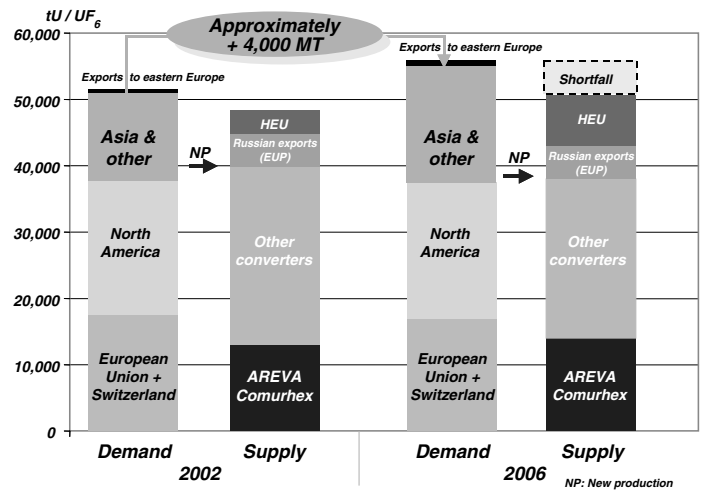 tU / UF6
Approximately
+ 4,000 MT
60,000
50,000
40,000
30,000
20,000
10,000
0
Exports to eastern Europe
Asia &
other
North
America
European
Union +
Switzerland
NP
HEU
Russian exports
(EUP)
Other
converters
AREVA
Comurhex
Exports to eastern Europe
Asia &
other
North
America
European
Union +
Switzerland
NP
Shortfall
HEU
Russian exports
(EUP)
Other
converters
AREVA
Comurhex
Demand Supply Demand Supply
2002 2006
NP: New production